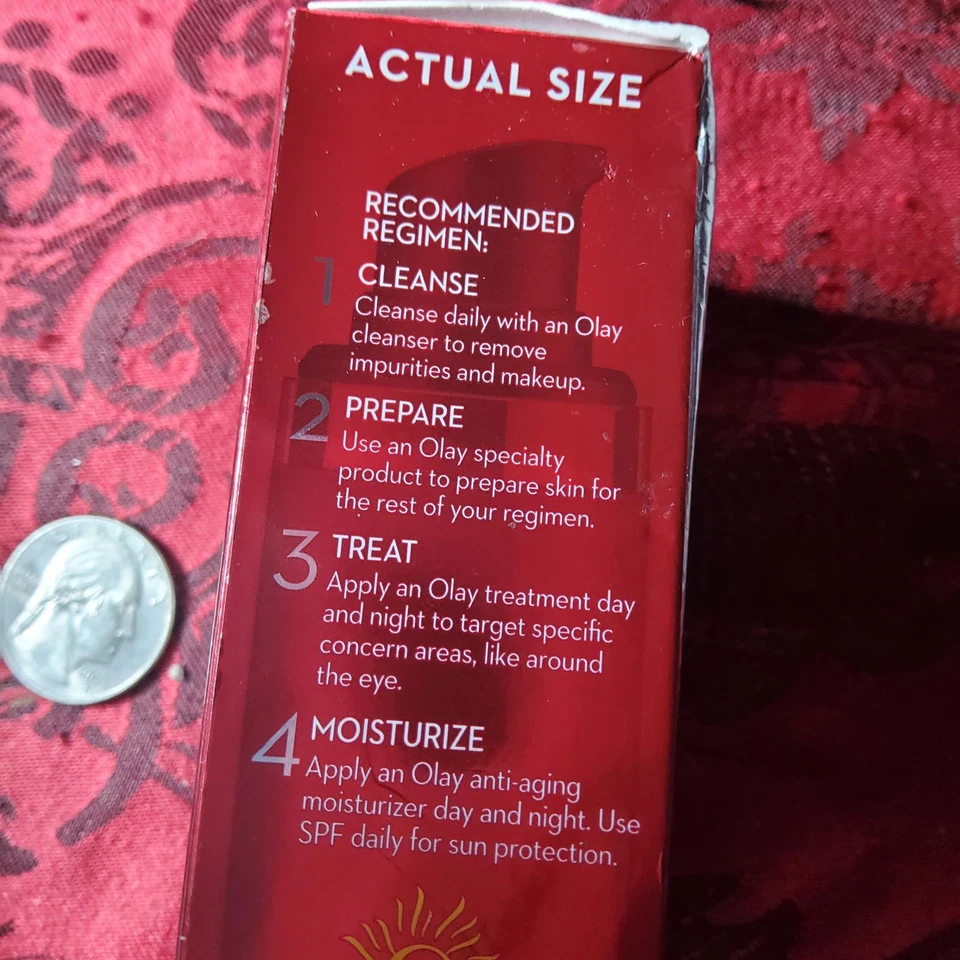 ACTUAL SIZE
RECOMMENDED
REGIMEN:
1 CLEANSE
Cleanse daily with an Olay
cleanser to remove
impurities and makeup.
2 PREPARE
Use an Olay specialty
product to prepare skin for
the rest of your regimen.
3 TREAT
Apply an Olay treatment day
and night to target specific
concern areas, like around
the eye.
4 MOISTURIZE
Apply an Olay anti-aging
moisturizer day and night. Use
SPF daily for sun protection.